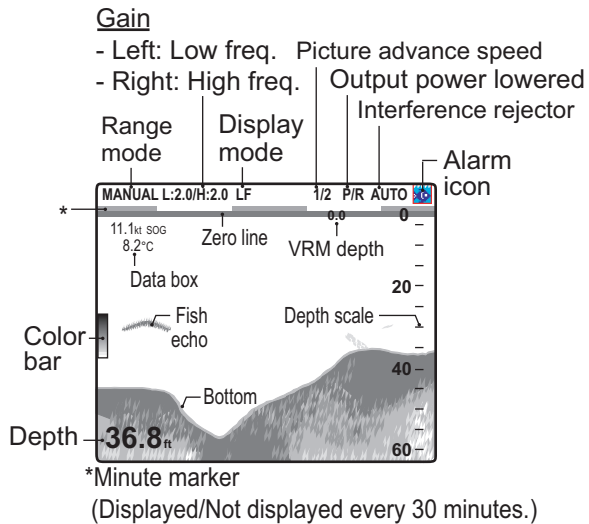 Gain
- Left: Low freq.
- Right: High freq.
Picture advance speed
Output power lowered
Interference rejector
Range
mode
Display
mode
Alarm
icon
MANUAL L:2.0/H:2.0 LF 1/2 P/R AUTO
*
0.0
0
11.1kt SOG
8.2°C
Zero line
VRM depth
Data box
20
Fish
echo
Depth scale
Color
bar
40
Bottom
Depth
36.8ft
60
*Minute marker
(Displayed/Not displayed every 30 minutes.)